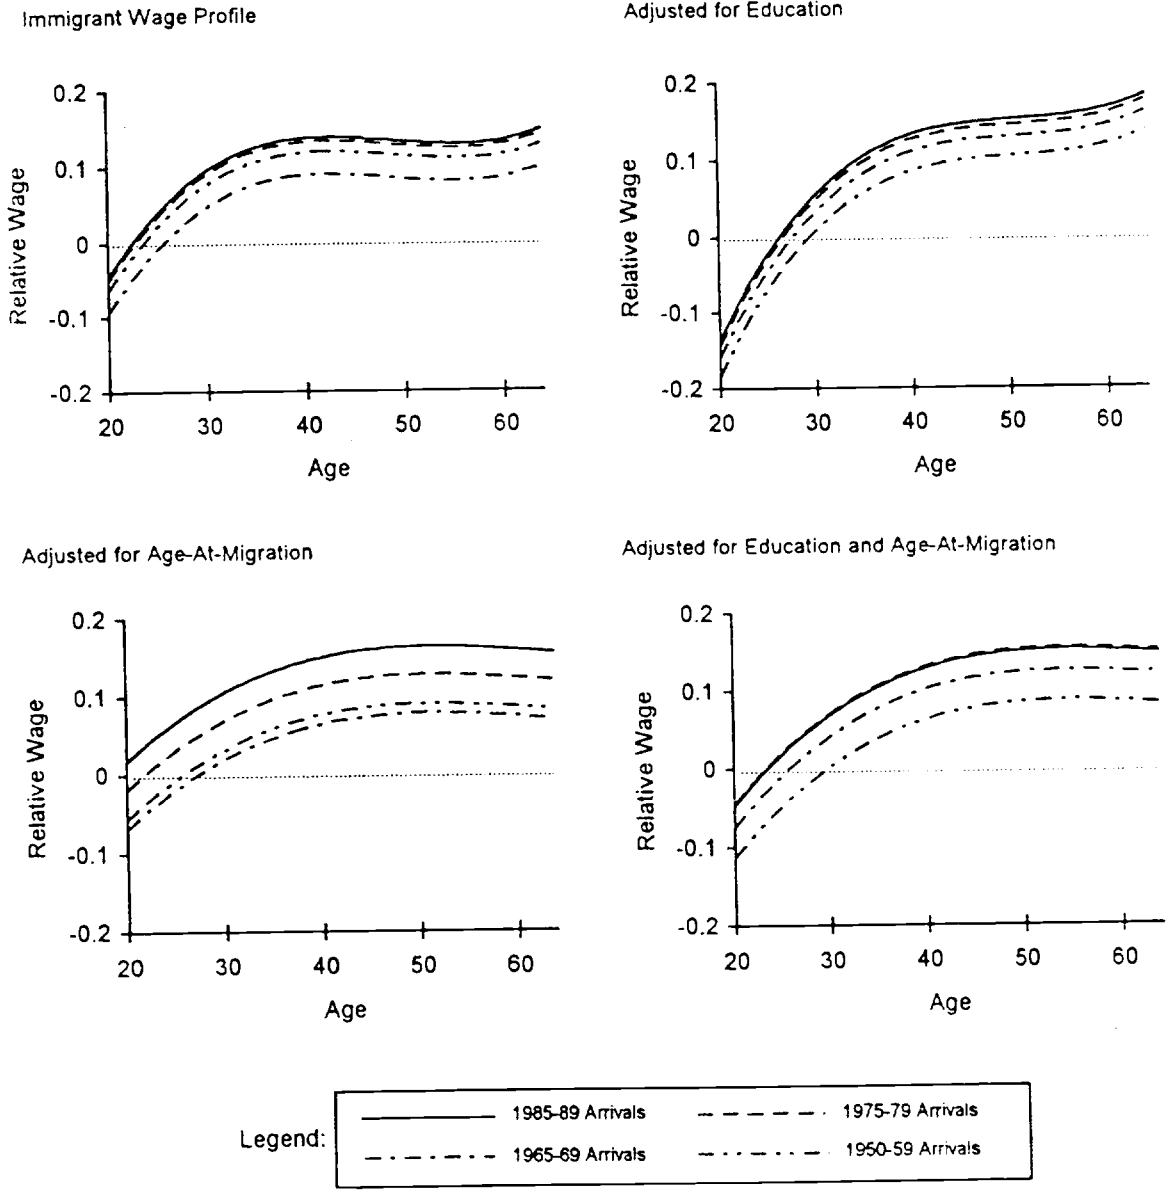 Immigrant Wage Profile
Adjusted for Education
0.2
0.1
0
-0.1
-0.2
Relative Wage
20 30 40 50 60
Age
0.2
0.1
0
-0.1
-0.2
Relative Wage
20 30 40 50 60
Age
Adjusted for Age-At-Migration
Adjusted for Education and Age-At-Migration
0.2
0.1
0
-0.1
-0.2
Relative Wage
20 30 40 50 60
Age
0.2
0.1
0
-0.1
-0.2
Relative Wage
20 30 40 50 60
Age
Legend:
1985-89 Arrivals
1975-79 Arrivals
1965-69 Arrivals
1950-59 Arrivals